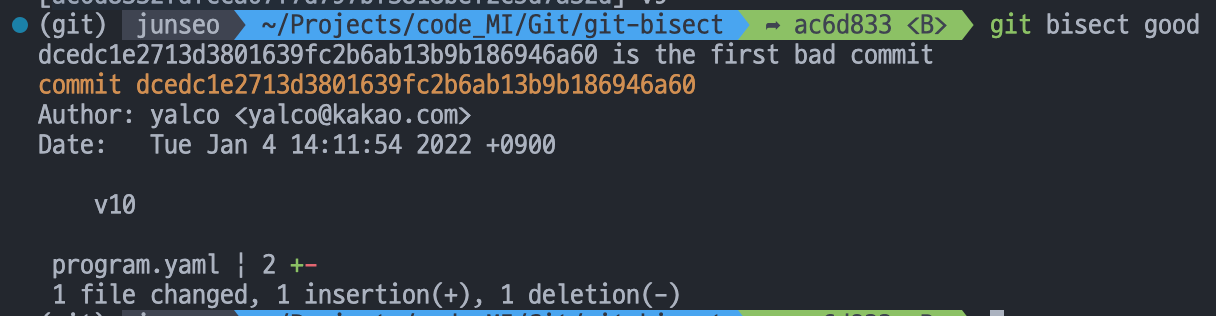 (git) junseo ~/Projects/code_MI/Git/git-bisect ➦ ac6d833 <B> git bisect good
dcedc1e2713d3801639fc2b6ab13b9b186946a60 is the first bad commit
commit dcedc1e2713d3801639fc2b6ab13b9b186946a60
Author: yalco <yalco@kakao.com>
Date:   Tue Jan 4 14:11:54 2022 +0900
v10
program.yaml | 2 +-
1 file changed, 1 insertion(+), 1 deletion(-)